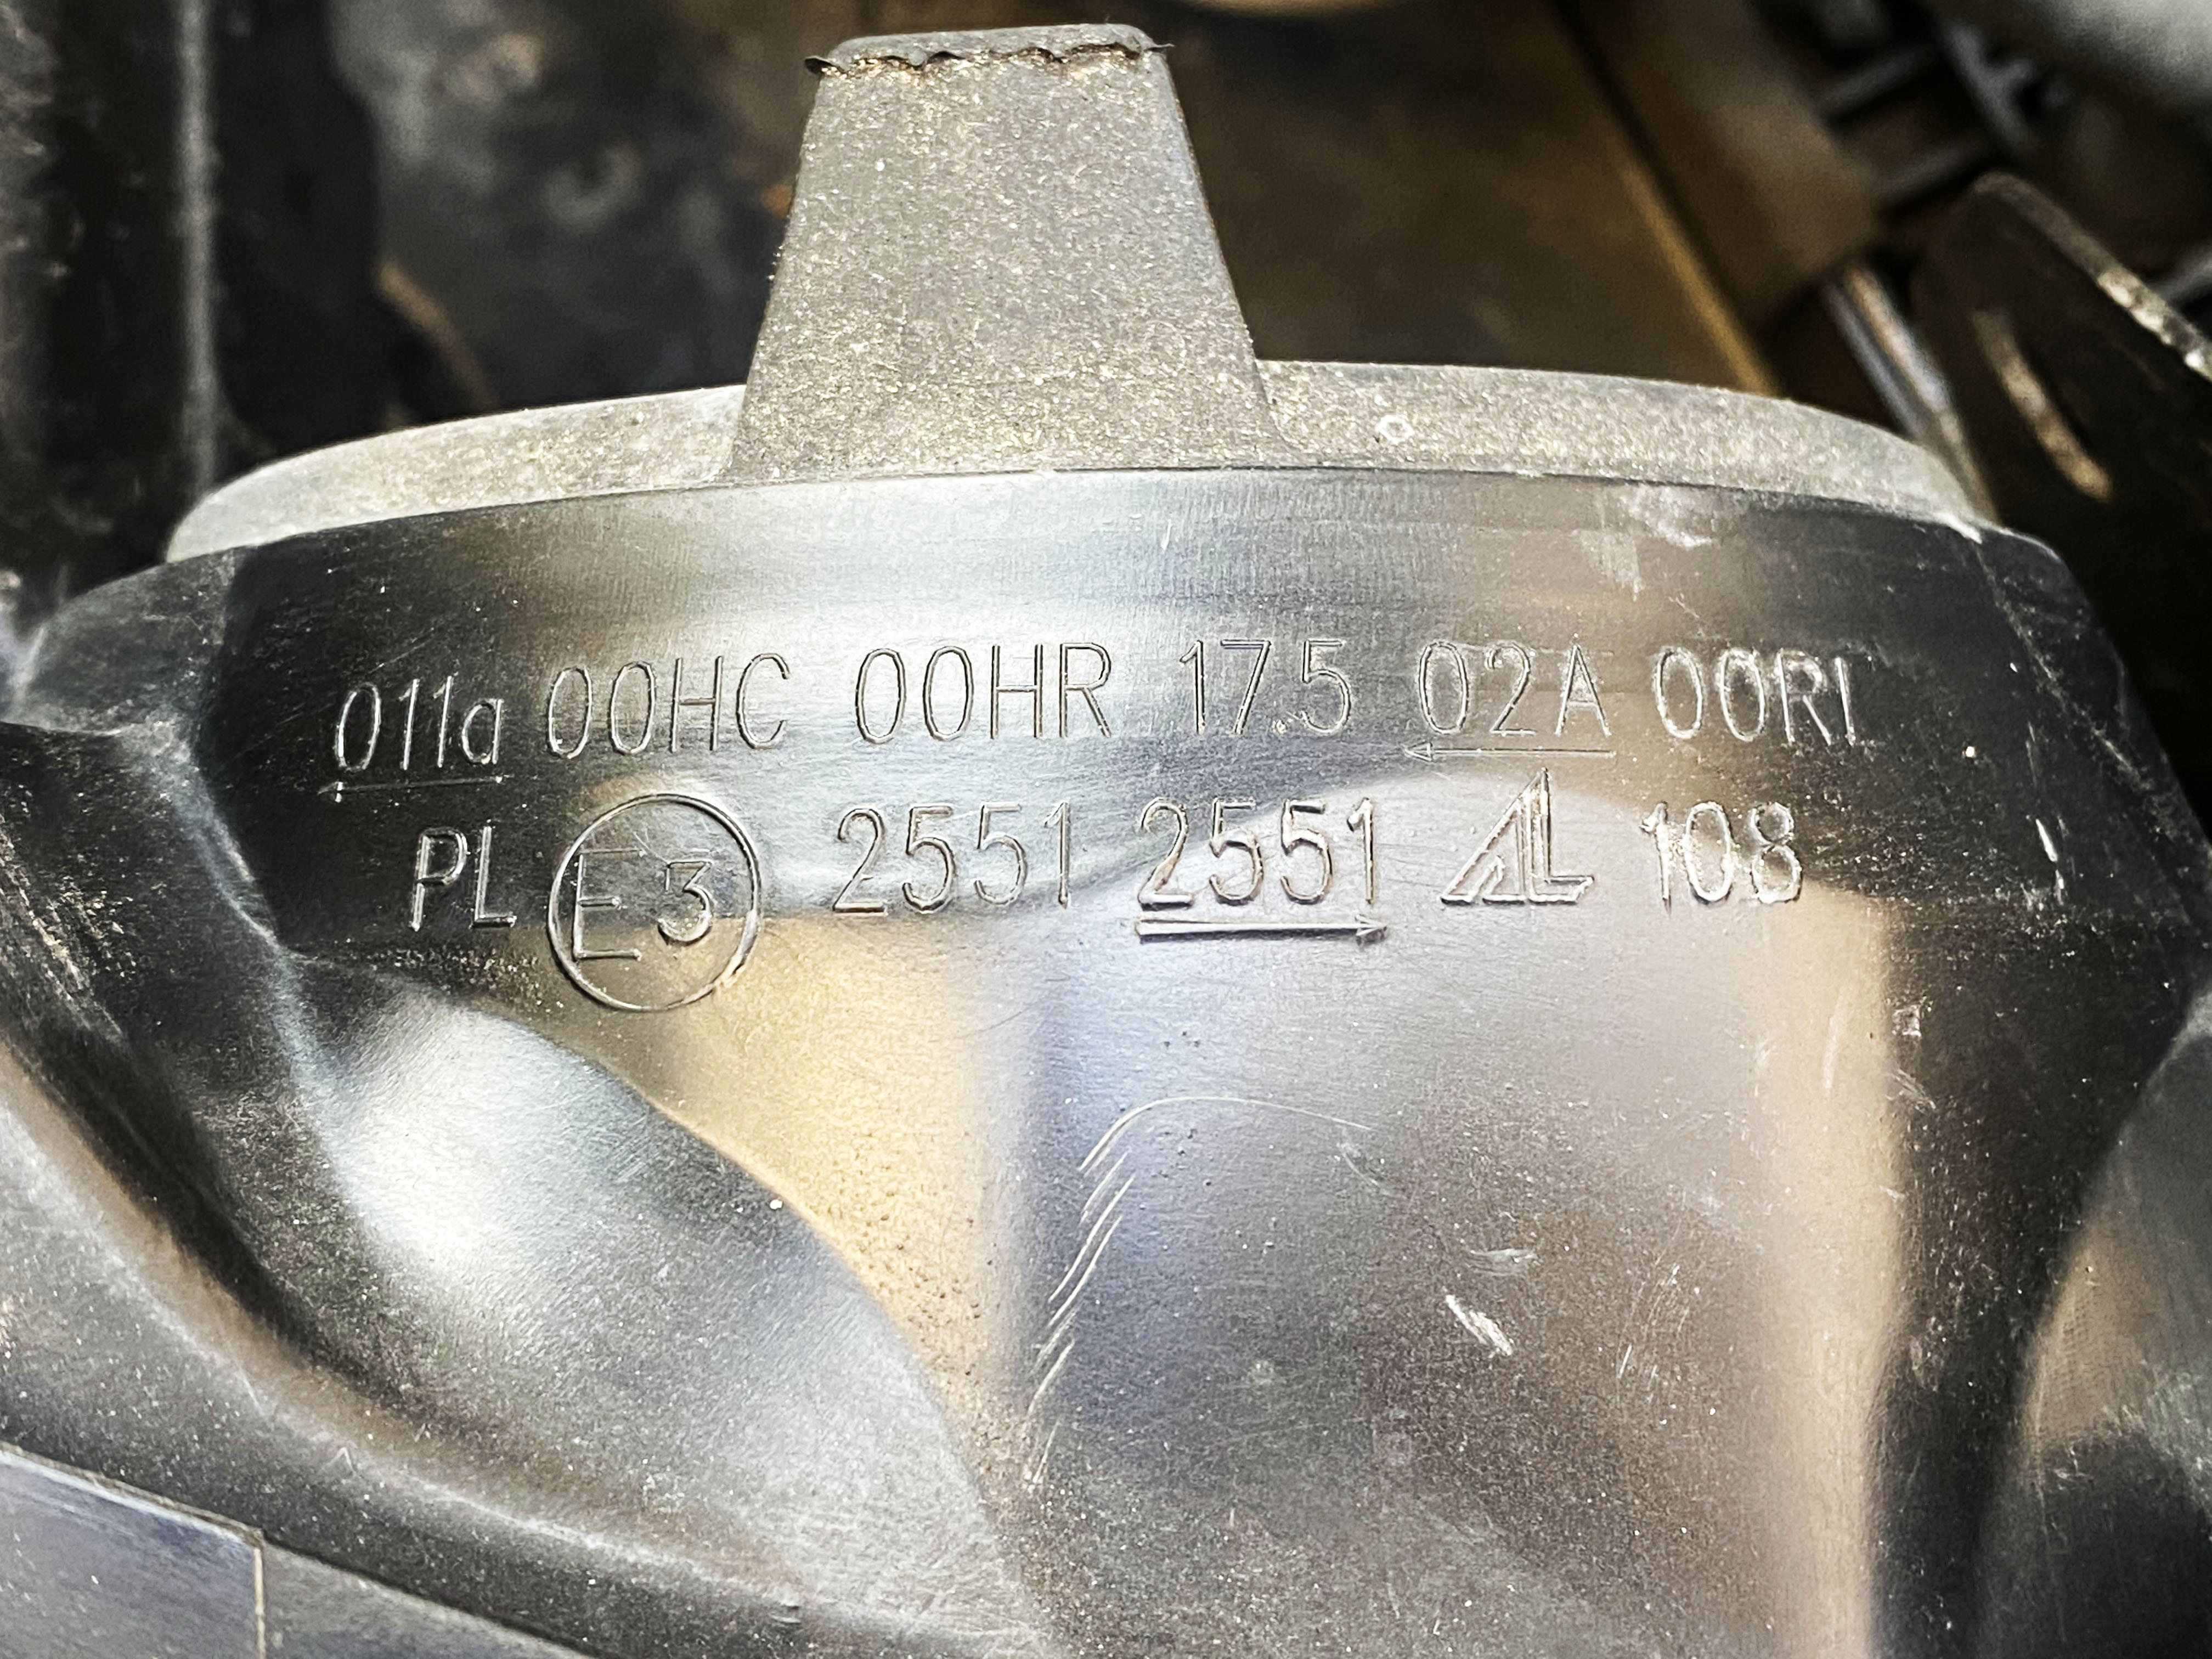 011a 00HC 00HR 17.5 02A 00RL
PL E3 2551 2551 AL 108